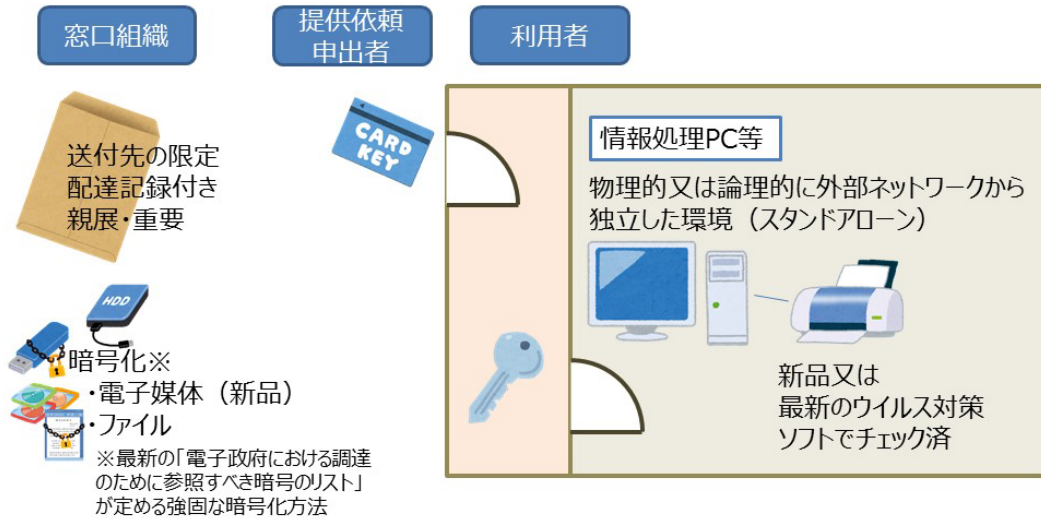 窓口組織
提供依頼
申出者
利用者
送付先の限定
配達記録付き
親展・重要
CARD
KEY
情報処理PC等
物理的又は論理的に外部ネットワークから
独立した環境（スタンドアローン）
HDD
暗号化※
・電子媒体（新品）
・ファイル
※最新の「電子政府における調達
のために参照すべき暗号のリスト」
が定める強固な暗号化方法
新品又は
最新のウイルス対策
ソフトでチェック済